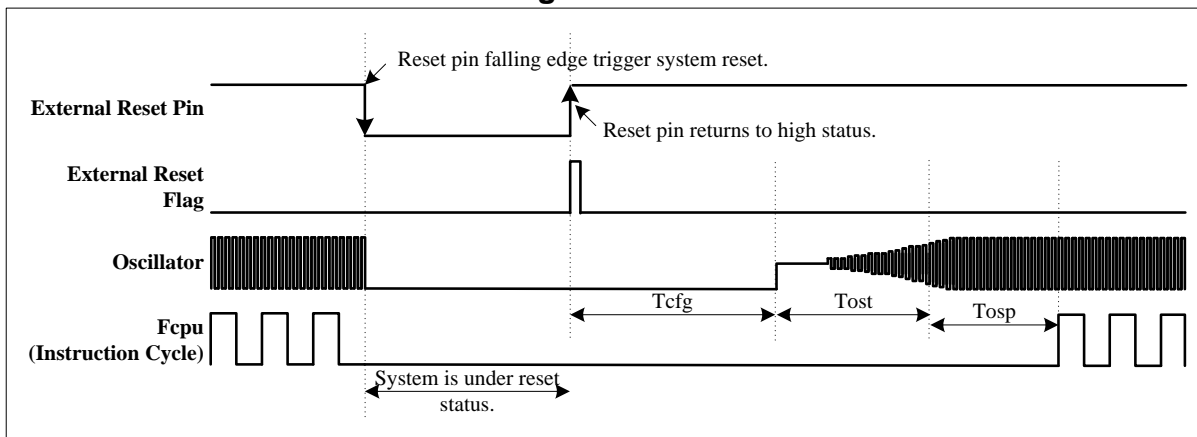 Reset pin falling edge trigger system reset.
External Reset Pin
Reset pin returns to high status.
External Reset
Flag
Oscillator
Tcfg
Tost
Tosp
Fcpu
(Instruction Cycle)
System is under reset
status.